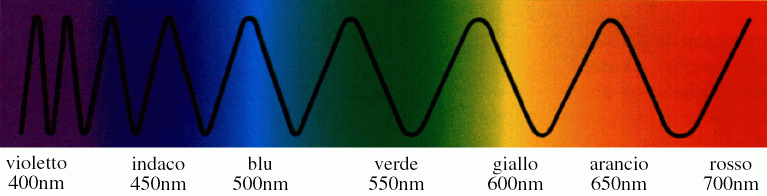 violetto indaco blu verde giallo arancio rosso
400nm 450nm 500nm 550nm 600nm 650nm 700nm